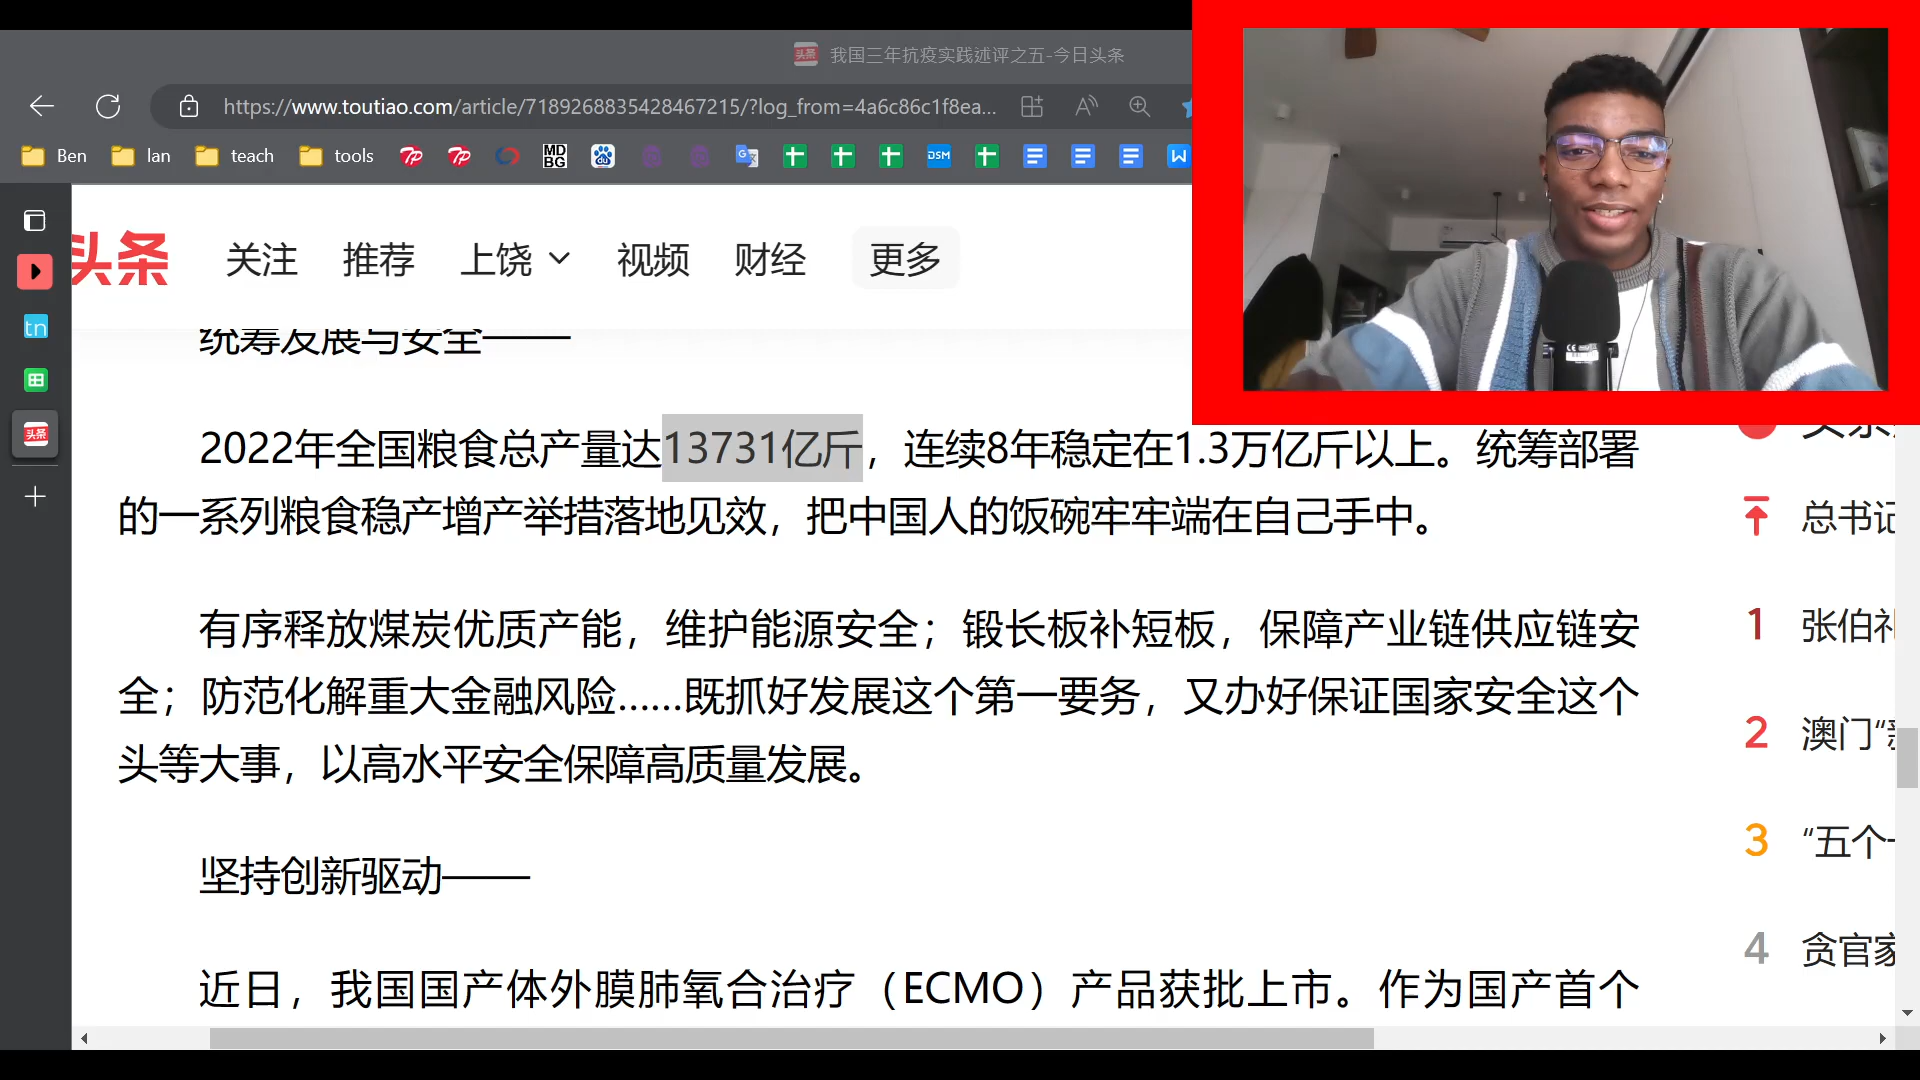 我国三年抗疫实践述评之五-今日头条
https://www.toutiao.com/article/7189268835428467215/?log_from=4a6c86c1f8ea...
Ben lan teach tools
头条 关注 推荐 上饶 视频 财经 更多
统筹发展与安全——
2022年全国粮食总产量达13731亿斤，连续8年稳定在1.3万亿斤以上。统筹部署
的一系列粮食稳产增产举措落地见效，把中国人的饭碗牢牢端在自己手中。
有序释放煤炭优质产能，维护能源安全；锻长板补短板，保障产业链供应链安
全；防范化解重大金融风险……既抓好发展这个第一要务，又办好保证国家安全这个
头等大事，以高水平安全保障高质量发展。
坚持创新驱动——
近日，我国国产体外膜肺氧合治疗（ECMO）产品获批上市。作为国产首个
总书记
1 张伯礼
2 澳门“
3 “五个一
4 贪官家